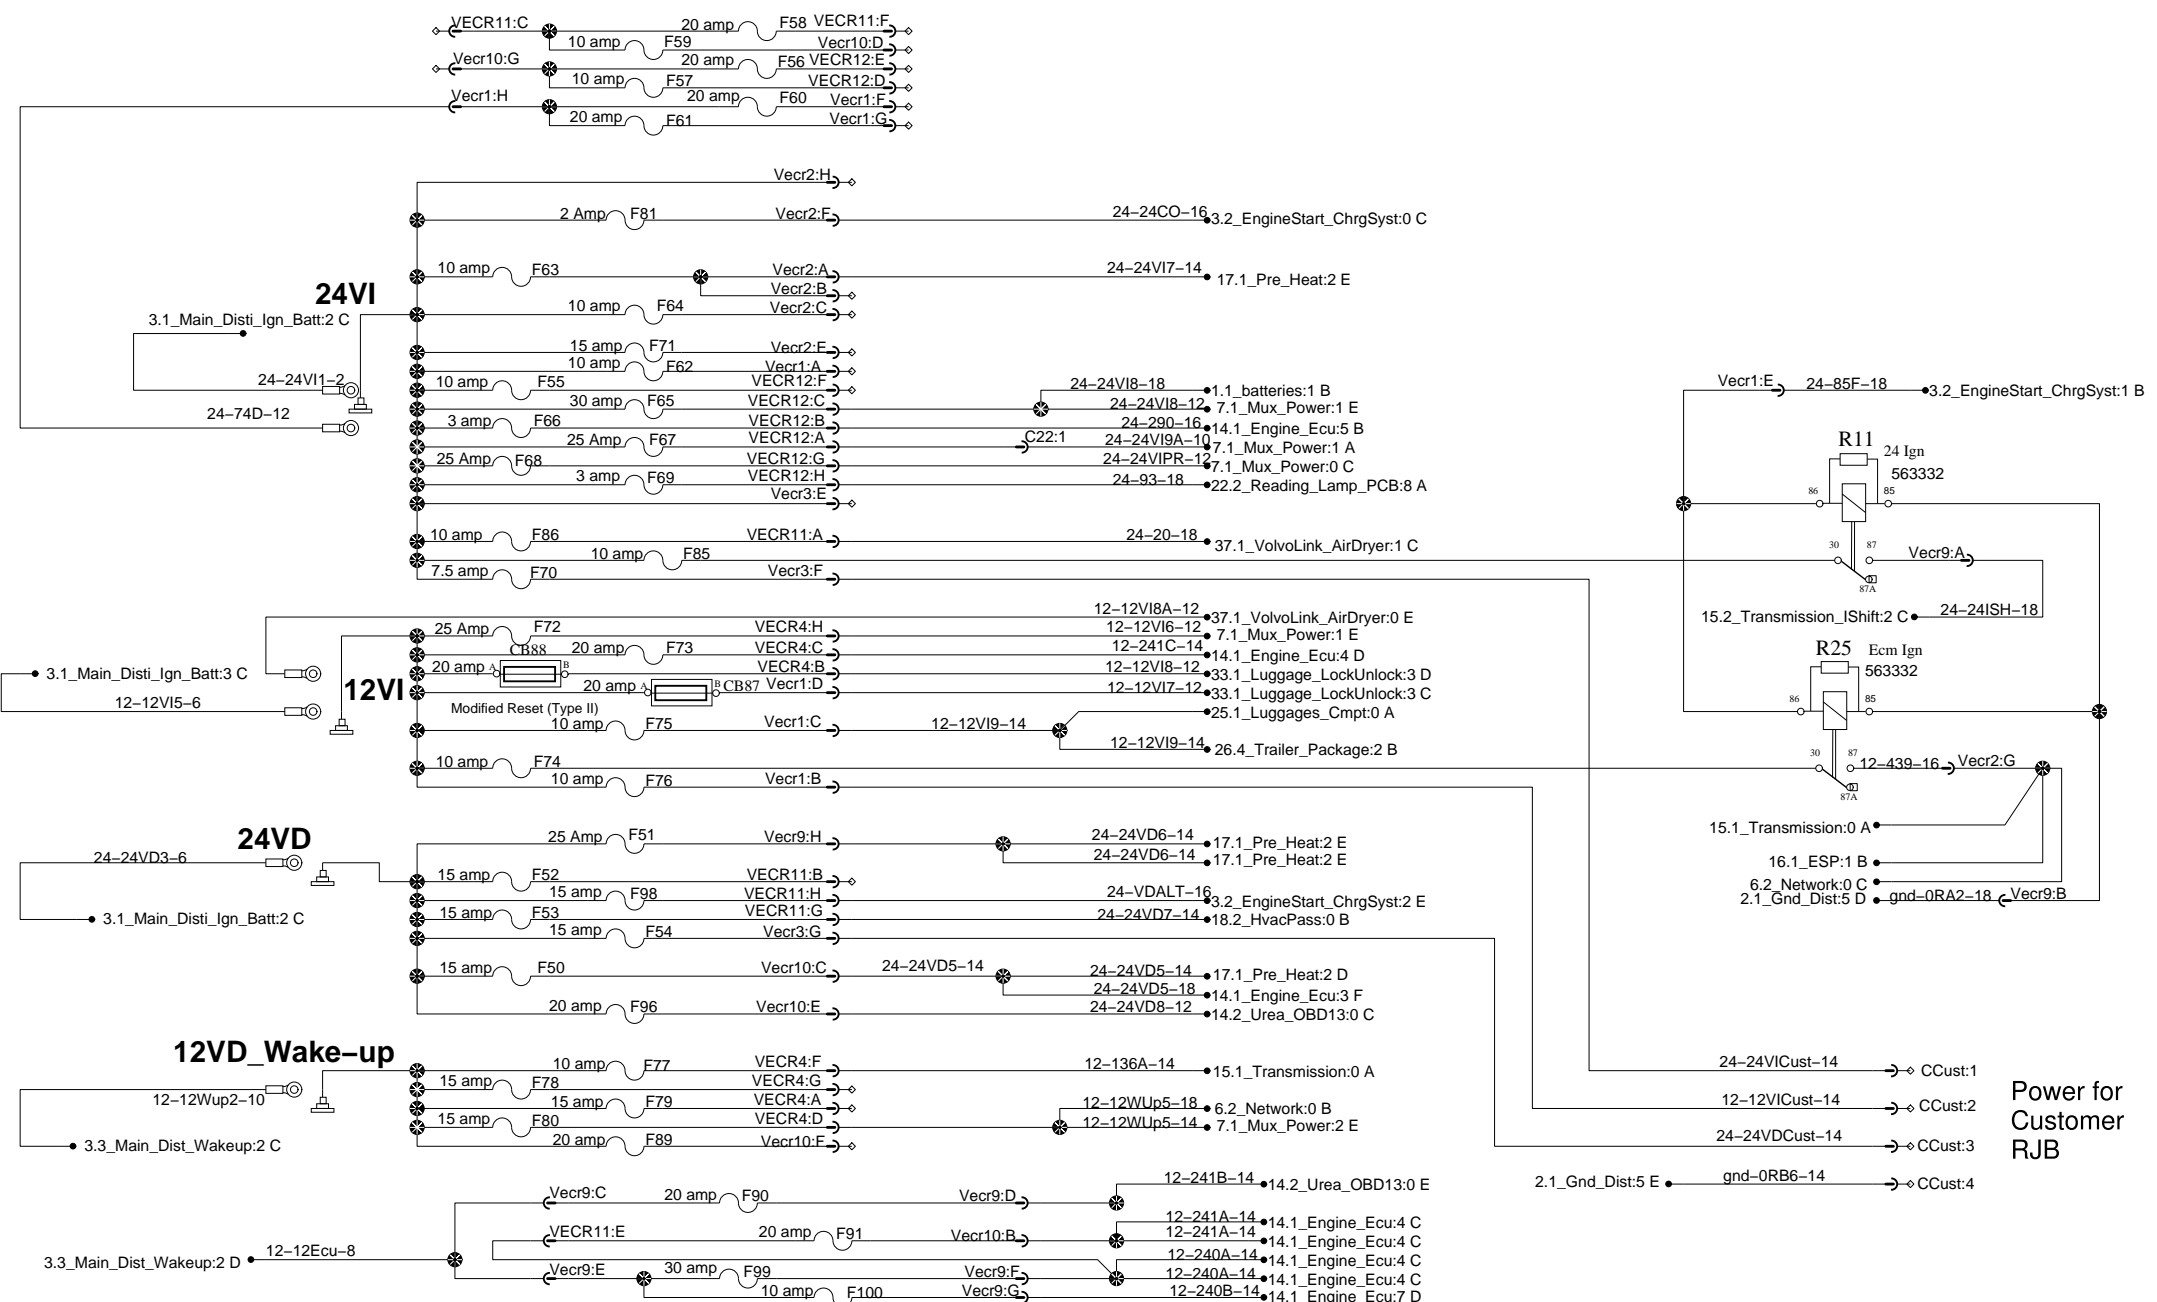 VECR11:C 20 amp F58 VECR11:F
10 amp F59 Vecr10:D
Vecr10:G 20 amp F56 VECR12:E
10 amp F57 VECR12:D
Vecr1:H 20 amp F60 Vecr1:F
20 amp F61 Vecr1:G
Vecr2:H
2 Amp F81 Vecr2:F 24-24CO-16 3.2_EngineStart_ChrgSyst:0 C
10 amp F63 Vecr2:A 24-24VI7-14 17.1_Pre_Heat:2 E
Vecr2:B
24VI
10 amp F64 Vecr2:C
3.1_Main_Disti_Ign_Batt:2 C
15 amp F71 Vecr2:E
10 amp F62 Vecr1:A
24-24VI1-2
10 amp F55 VECR12:F 24-24VI8-18 1.1_batteries:1 B
30 amp F65 VECR12:C 24-24VI8-12 7.1_Mux_Power:1 E
24-74D-12
3 amp F66 VECR12:B 24-290-16 14.1_Engine_Ecu:5 B
25 Amp F67 VECR12:A C22:1 24-24VI9A-10 7.1_Mux_Power:1 A
25 Amp F68 VECR12:G 24-24VIPR-12 7.1_Mux_Power:0 C
3 amp F69 VECR12:H 24-93-18 22.2_Reading_Lamp_PCB:8 A
Vecr3:E
10 amp F86 VECR11:A 24-20-18 37.1_VolvoLink_AirDryer:1 C
10 amp F85
7.5 amp F70 Vecr3:F
Vecr1:E 24-85F-18 3.2_EngineStart_ChrgSyst:1 B
R11 24 Ign
563332
86 85
30 87 Vecr9:A
87A
15.2_Transmission_IShift:2 C 24-24ISH-18
12-12VI8A-12 37.1_VolvoLink_AirDryer:0 E
25 Amp F72 VECR4:H 12-12VI6-12 7.1_Mux_Power:1 E
20 amp F73 VECR4:C 12-241C-14 14.1_Engine_Ecu:4 D
CB88
20 amp A B VECR4:B 12-12VI8-12 33.1_Luggage_LockUnlock:3 D
3.1_Main_Disti_Ign_Batt:3 C
12VI
20 amp A B CB87 Vecr1:D 12-12VI7-12 33.1_Luggage_LockUnlock:3 C
12-12VI5-6
Modified Reset (Type II)
25.1_Luggages_Cmpt:0 A
10 amp F75 Vecr1:C 12-12VI9-14
12-12VI9-14 26.4_Trailer_Package:2 B
10 amp F74
10 amp F76 Vecr1:B
R25 Ecm Ign
563332
86 85
30 87 12-439-16 Vecr2:G
87A
15.1_Transmission:0 A
16.1_ESP:1 B
6.2_Network:0 C
2.1_Gnd_Dist:5 D gnd-0RA2-18 Vecr9:B
24VD
25 Amp F51 Vecr9:H 24-24VD6-14 17.1_Pre_Heat:2 E
24-24VD6-14 17.1_Pre_Heat:2 E
24-24VD3-6
15 amp F52 VECR11:B
15 amp F98 VECR11:H 24-VDALT-16 3.2_EngineStart_ChrgSyst:2 E
3.1_Main_Disti_Ign_Batt:2 C
15 amp F53 VECR11:G 24-24VD7-14 18.2_HvacPass:0 B
15 amp F54 Vecr3:G
15 amp F50 Vecr10:C 24-24VD5-14 24-24VD5-14 17.1_Pre_Heat:2 D
24-24VD5-18 14.1_Engine_Ecu:3 F
20 amp F96 Vecr10:E 24-24VD8-12 14.2_Urea_OBD13:0 C
12VD_Wake-up
10 amp F77 VECR4:F 12-136A-14 15.1_Transmission:0 A
15 amp F78 VECR4:G
12-12Wup2-10
15 amp F79 VECR4:A 12-12WUp5-18 6.2_Network:0 B
15 amp F80 VECR4:D 12-12WUp5-14 7.1_Mux_Power:2 E
3.3_Main_Dist_Wakeup:2 C
20 amp F89 Vecr10:F
24-24VICust-14 CCust:1
12-12VICust-14 CCust:2
24-24VDCust-14 CCust:3
2.1_Gnd_Dist:5 E gnd-0RB6-14 CCust:4
Power for
Customer
RJB
Vecr9:C 20 amp F90 Vecr9:D 12-241B-14 14.2_Urea_OBD13:0 E
12-241A-14 14.1_Engine_Ecu:4 C
VECR11:E 20 amp F91 Vecr10:B 12-241A-14 14.1_Engine_Ecu:4 C
3.3_Main_Dist_Wakeup:2 D 12-12Ecu-8
12-240A-14 14.1_Engine_Ecu:4 C
Vecr9:E 30 amp F99 Vecr9:F 12-240A-14 14.1_Engine_Ecu:4 C
10 amp F100 Vecr9:G 12-240B-14 14.1_Engine_Ecu:7 D